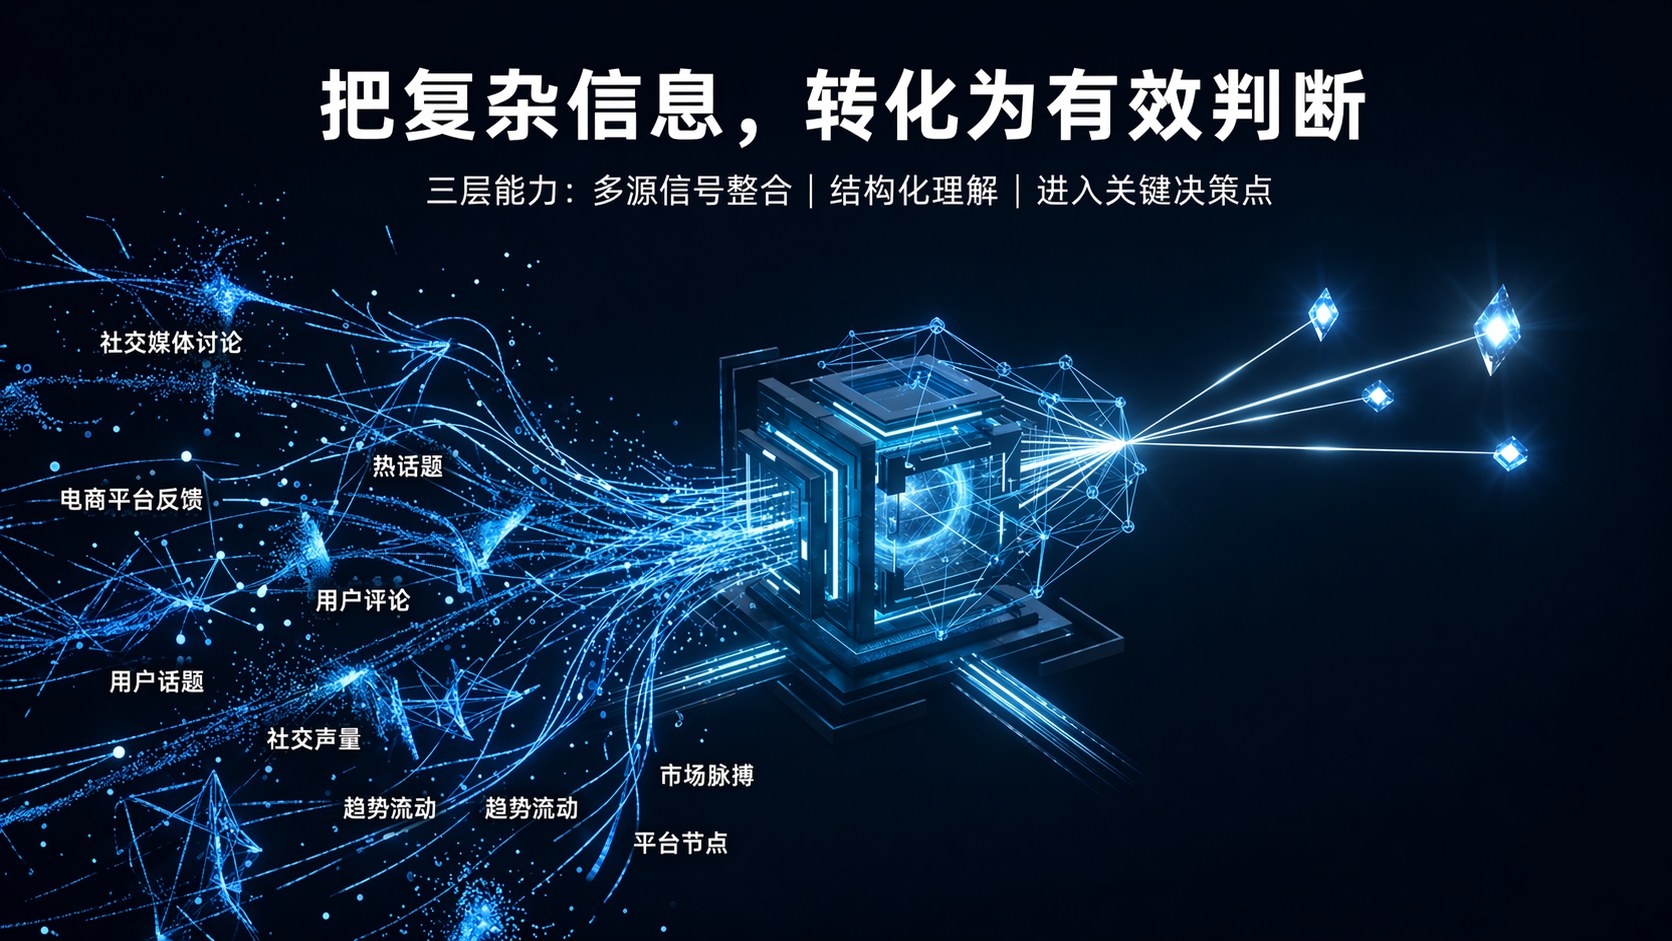 把复杂信息，转化为有效判断
三层能力：多源信号整合｜结构化理解｜进入关键决策点
社交媒体讨论
热话题
电商平台反馈
用户评论
用户话题
社交声量
市场脉搏
趋势流动
趋势流动
平台节点